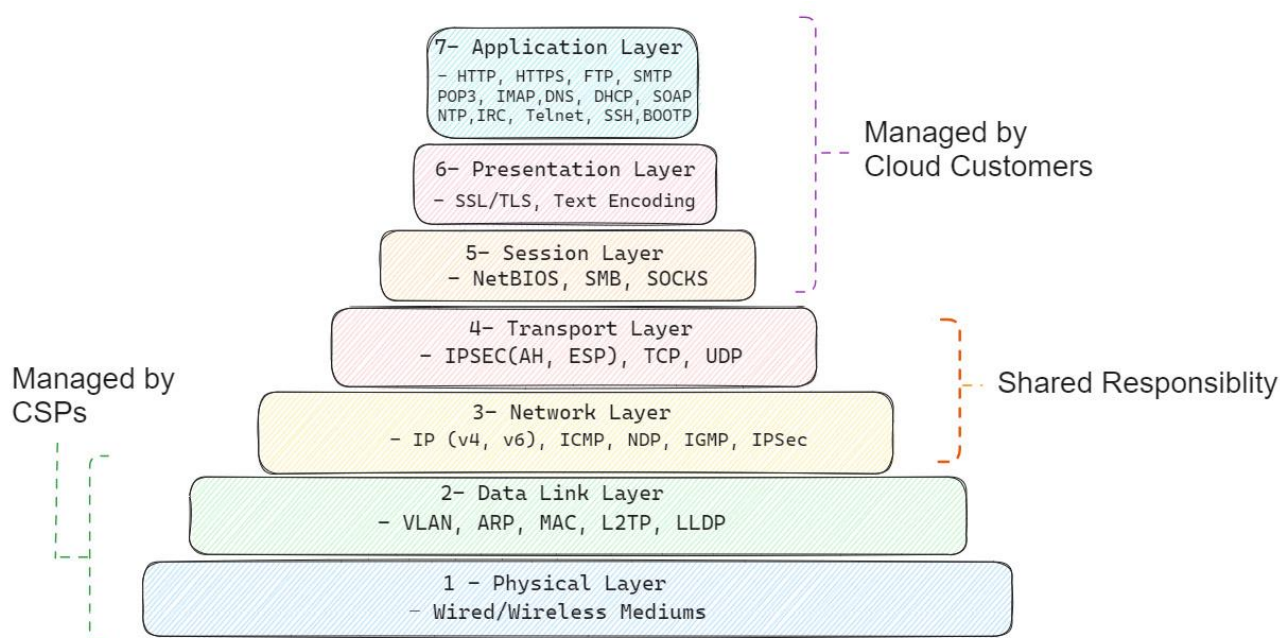 7- Application Layer
- HTTP, HTTPS, FTP, SMTP
POP3, IMAP,DNS, DHCP, SOAP
NTP,IRC, Telnet, SSH,BOOTP
Managed by
Cloud Customers
6- Presentation Layer
- SSL/TLS, Text Encoding
5- Session Layer
- NetBIOS, SMB, SOCKS
4- Transport Layer
- IPSEC(AH, ESP), TCP, UDP
Managed by
CSPs
Shared Responsiblity
3- Network Layer
- IP (v4, v6), ICMP, NDP, IGMP, IPSec
2- Data Link Layer
- VLAN, ARP, MAC, L2TP, LLDP
1 - Physical Layer
- Wired/Wireless Mediums